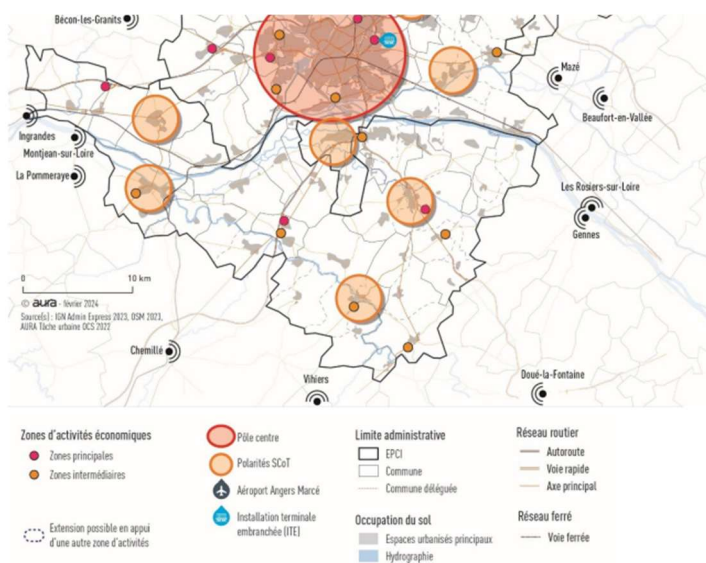 Bécon-les-Granits
Mazé
Beaufort-en-Vallée
Ingrandes
Montjean-sur-Loire
La Pommeraye
Les Rosiers-sur-Loire
Gennes
0 10 km
© aura - février 2024
Source(s) : IGN Admin Express 2023, OSM 2023,
AURA Tâche urbaine OCS 2022
Chemillé
Vihiers
Doué-la-Fontaine
Zones d'activités économiques
Zones principales
Zones intermédiaires
Extension possible en appui
d'une autre zone d'activités
Pôle centre
Polarités SCoT
Aéroport Angers Marcé
Installation terminale
embranchée (ITE)
Limite administrative
EPCI
Commune
Commune déléguée
Occupation du sol
Espaces urbanisés principaux
Hydrographie
Réseau routier
Autoroute
Voie rapide
Axe principal
Réseau ferré
Voie ferrée